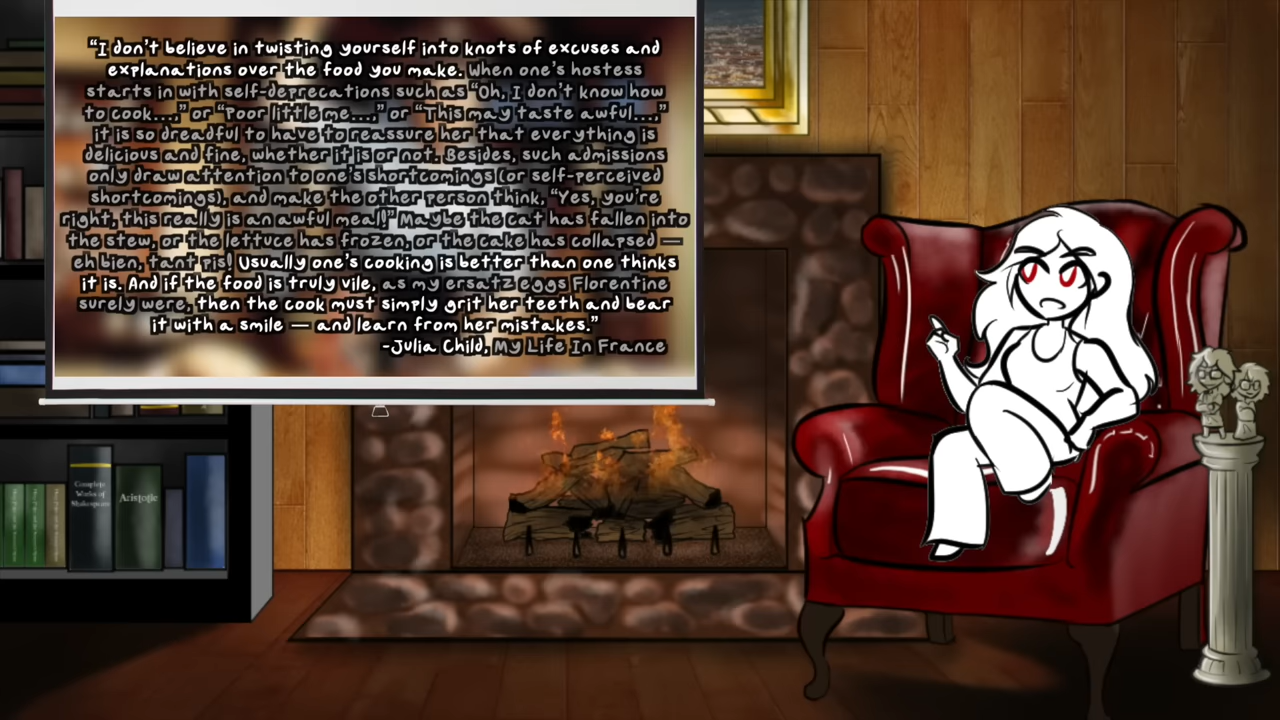 “I don’t believe in twisting yourself into knots of excuses and
explanations over the food you make. When one’s hostess
starts in with self-deprecations such as “Oh, I don’t know how
to cook...,” or “Poor little me...,” or “This may taste awful...,”
it is so dreadful to have to reassure her that everything is
delicious and fine, whether it is or not. Besides, such admissions
only draw attention to one’s shortcomings (or self-perceived
shortcomings), and make the other person think, “Yes, you’re
right, this really is an awful meal!” Maybe the cat has fallen into
the stew, or the lettuce has frozen, or the cake has collapsed —
eh bien, tant pis! Usually one’s cooking is better than one thinks
it is. And if the food is truly vile, as my ersatz eggs Florentine
surely were, then the cook must simply grit her teeth and bear
it with a smile — and learn from her mistakes.”
-Julia Child, My Life In France
Complete
Works of
Shakespeare
Aristotle